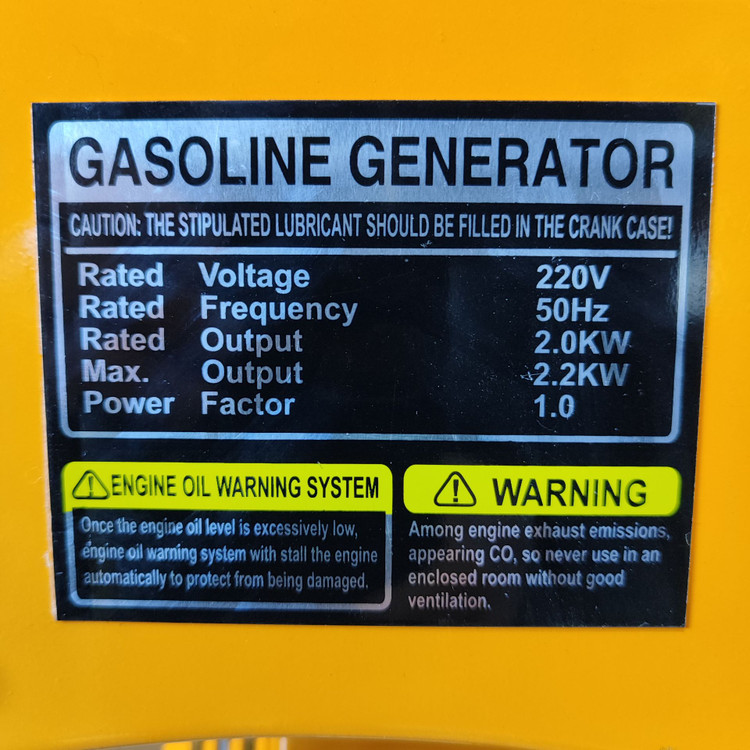 GASOLINE GENERATOR
CAUTION: THE STIPULATED LUBRICANT SHOULD BE FILLED IN THE CRANK CASE!
Rated Voltage 220V
Rated Frequency 50Hz
Rated Output 2.0KW
Max. Output 2.2KW
Power Factor 1.0
ENGINE OIL WARNING SYSTEM
Once the engine oil level is excessively low,
engine oil warning system with stall the engine
automatically to protect from being damaged.
WARNING
Among engine exhaust emissions,
appearing CO, so never use in an
enclosed room without good
ventilation.